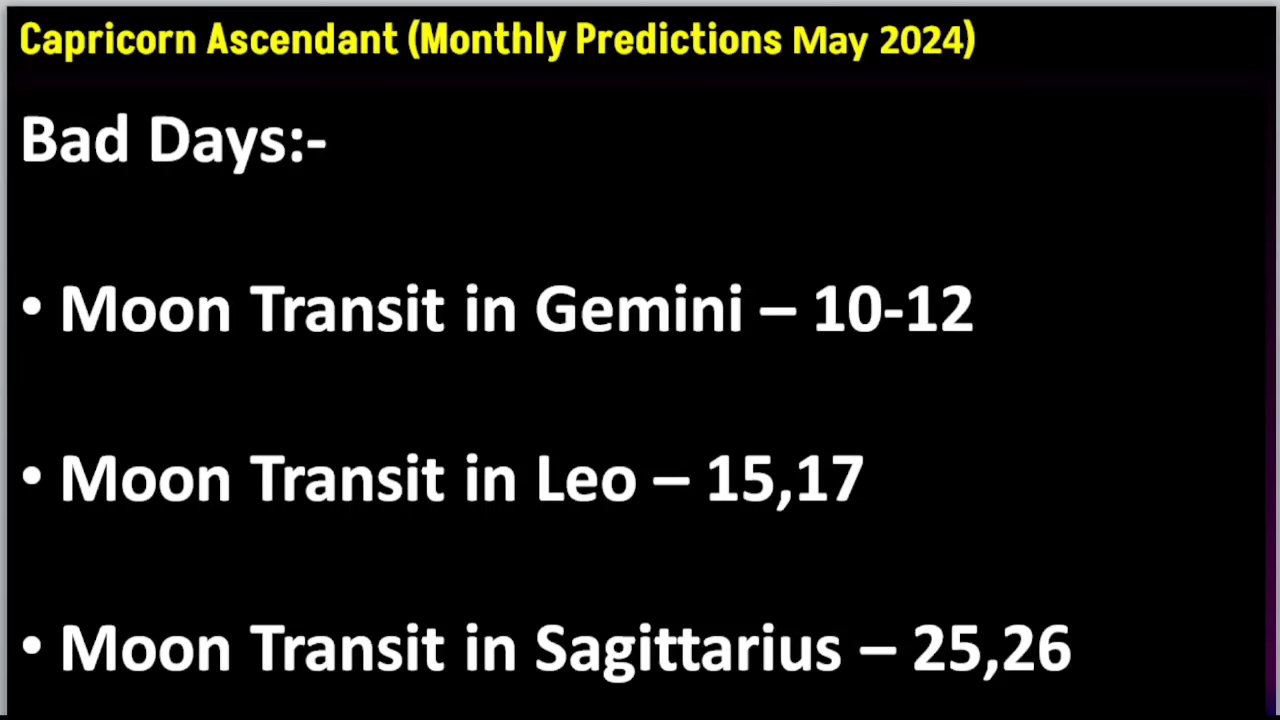 Capricorn Ascendant (Monthly Predictions May 2024)
Bad Days:-
• Moon Transit in Gemini – 10-12
• Moon Transit in Leo – 15,17
• Moon Transit in Sagittarius – 25,26